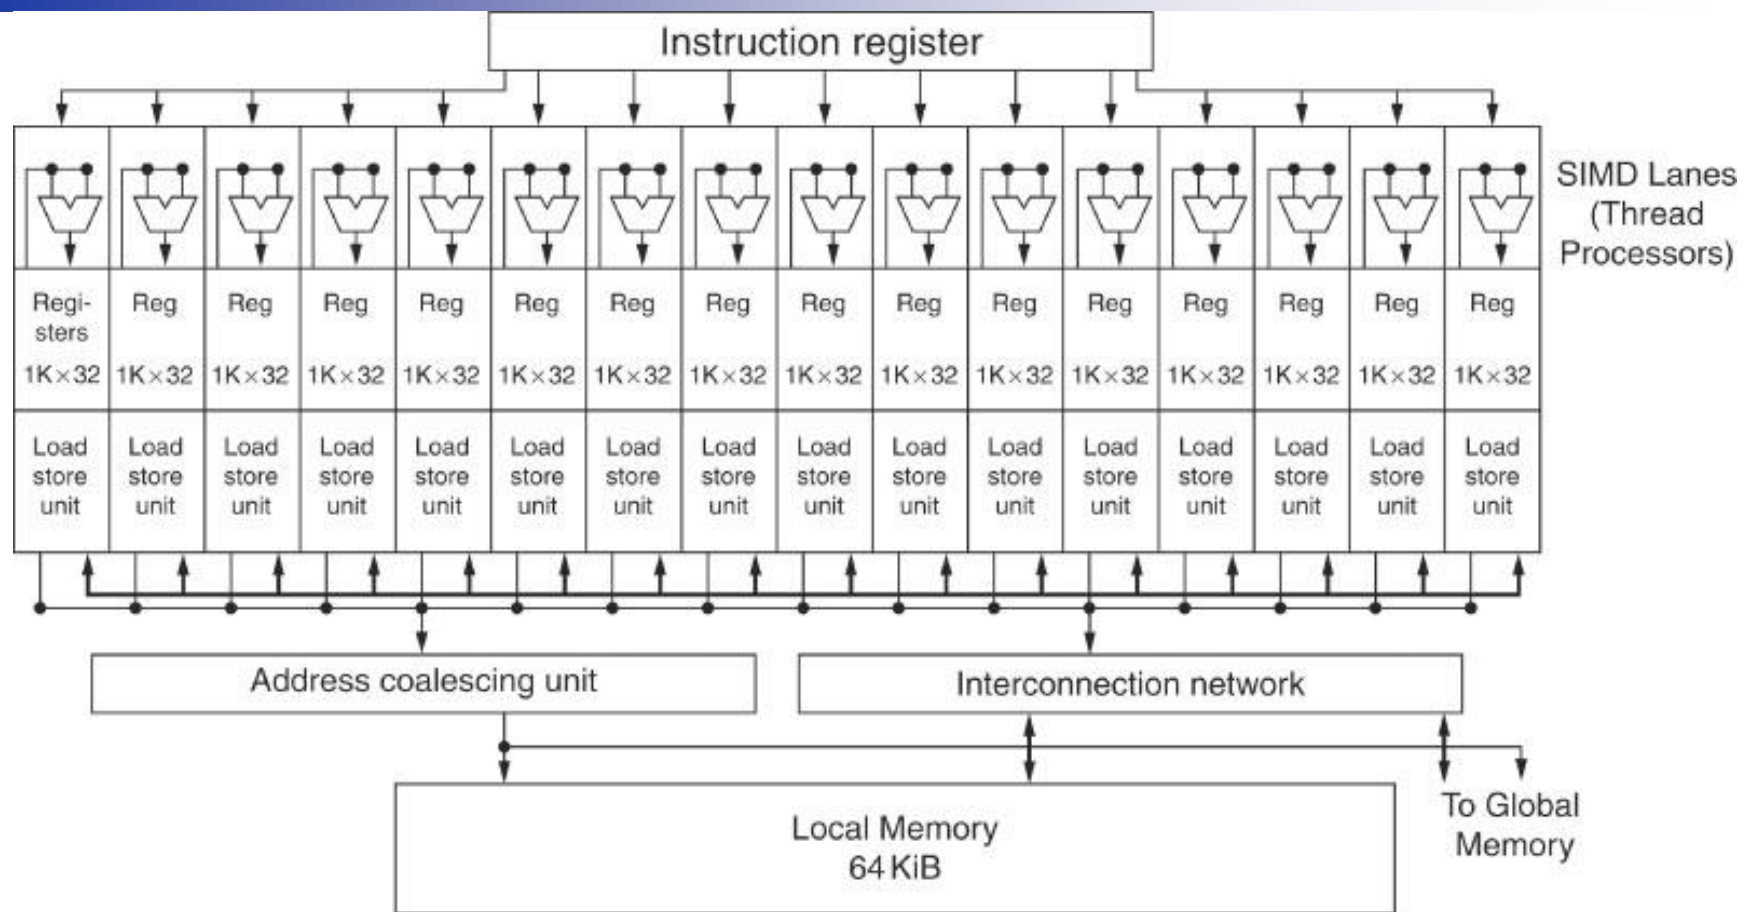 Instruction register
SIMD Lanes
(Thread
Processors)
Regi- Reg Reg Reg Reg Reg Reg Reg Reg Reg Reg Reg Reg Reg Reg Reg
sters
1K×32 1K×32 1K×32 1K×32 1K×32 1K×32 1K×32 1K×32 1K×32 1K×32 1K×32 1K×32 1K×32 1K×32 1K×32 1K×32
Load Load Load Load Load Load Load Load Load Load Load Load Load Load Load Load
store store store store store store store store store store store store store store store store
unit unit unit unit unit unit unit unit unit unit unit unit unit unit unit unit
Address coalescing unit
Interconnection network
Local Memory
64 KiB
To Global
Memory